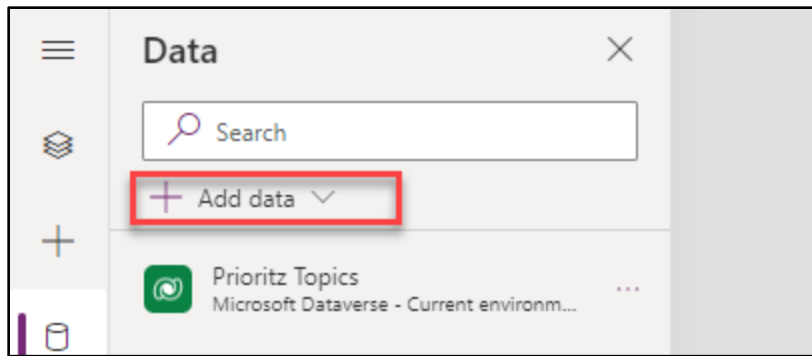 Data
Search
Add data
Prioritz Topics
Microsoft Dataverse - Current environm...